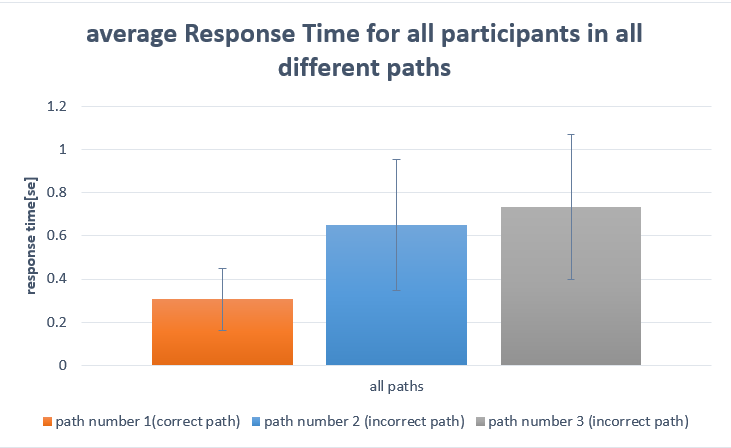 average Response Time for all participants in all
different paths
response time[se]
1.2
1
0.8
0.6
0.4
0.2
0
all paths
path number 1(correct path) path number 2 (incorrect path) path number 3 (incorrect path)